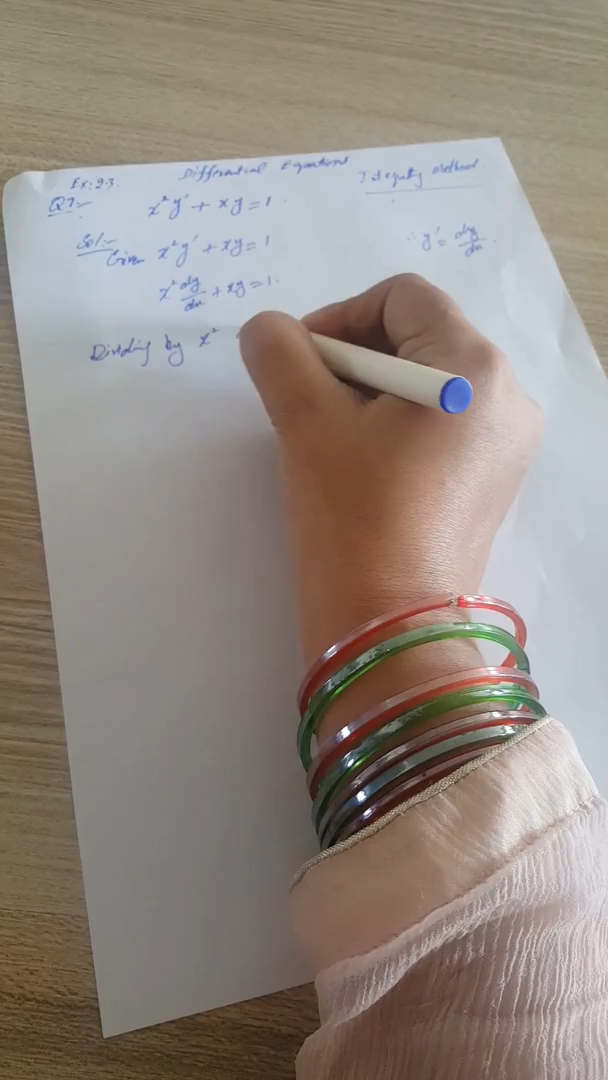 Ex: 9.3. Differential Equations
Q7:- x²y' + xy = 1. method
Sol:- Given x²y' + xy = 1 ∴ y' = dy/dx.
x² dy/dx + xy = 1.
Dividing by x²